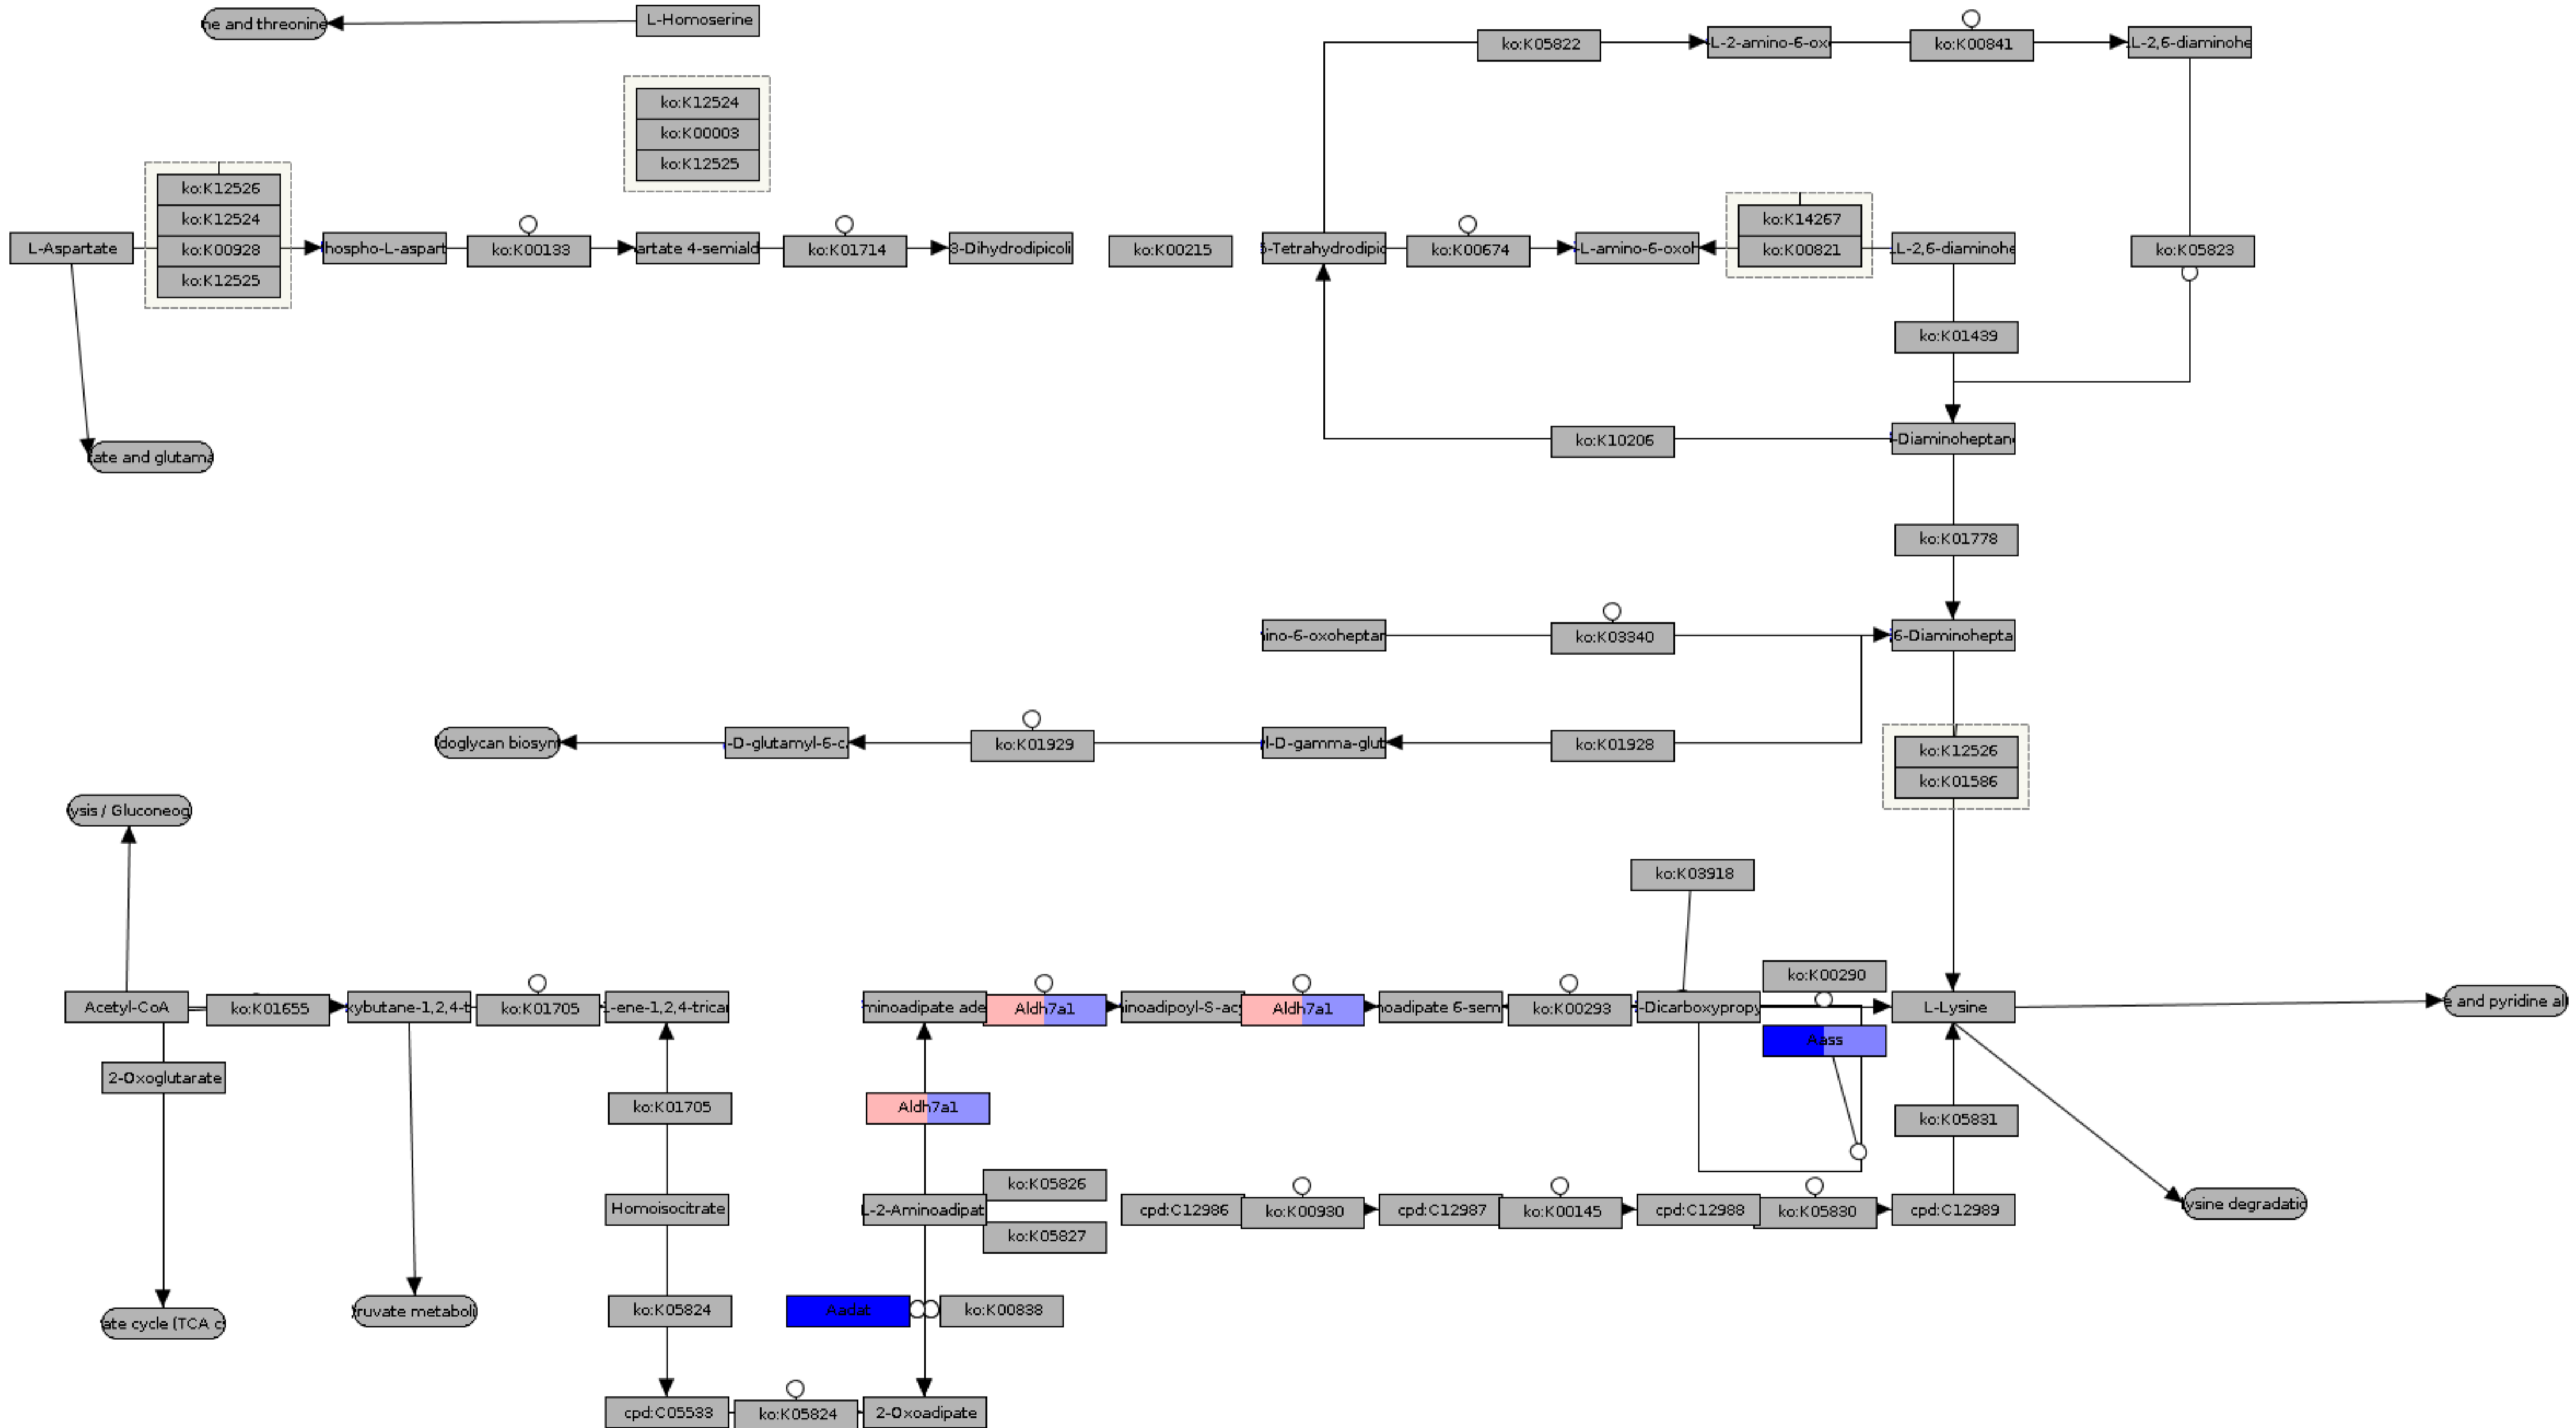 ne and threonine
L-Homoserine
ko:K05822
L-2-amino-6-ox
ko:K00841
L-2,6-diaminohe
ko:K12524
ko:K00003
ko:K12525
ko:K12526
ko:K12524
ko:K00928
ko:K12525
L-Aspartate
hospho-L-aspart
ko:K00133
artate 4-semiald
ko:K01714
3-Dihydrodipicoli
ko:K00215
5-Tetrahydrodipic
ko:K00674
-L-amino-6-oxoh
ko:K14267
ko:K00821
L-2,6-diaminohe
ko:K05823
ko:K01439
ate and glutama
ko:K10206
-Diaminoheptan
ko:K01778
ino-6-oxoheptan
ko:K03340
6-Diaminohepta
doglycan biosyn
-D-glutamyl-6-c
ko:K01929
l-D-gamma-glut
ko:K01928
ko:K12526
ko:K01586
ysis / Gluconeog
ko:K03918
ko:K00290
Acetyl-CoA
ko:K01655
xybutane-1,2,4-t
ko:K01705
-ene-1,2,4-tricar
minoadipate ade
Aldh7a1
inoadipoyl-S-ac
Aldh7a1
noadipate 6-sem
ko:K00293
-Dicarboxypropy
L-Lysine
e and pyridine al
Aass
2-Oxoglutarate
ko:K01705
Aldh7a1
ko:K05831
ko:K05826
Homoisocitrate
L-2-Aminoadipat
ko:K05827
cpd:C12986
ko:K00930
cpd:C12987
ko:K00145
cpd:C12988
ko:K05830
cpd:C12989
ysine degradatio
ate cycle (TCA c
ruvate metaboli
ko:K05824
Aadat
ko:K00838
cpd:C05533
ko:K05824
2-Oxoadipate